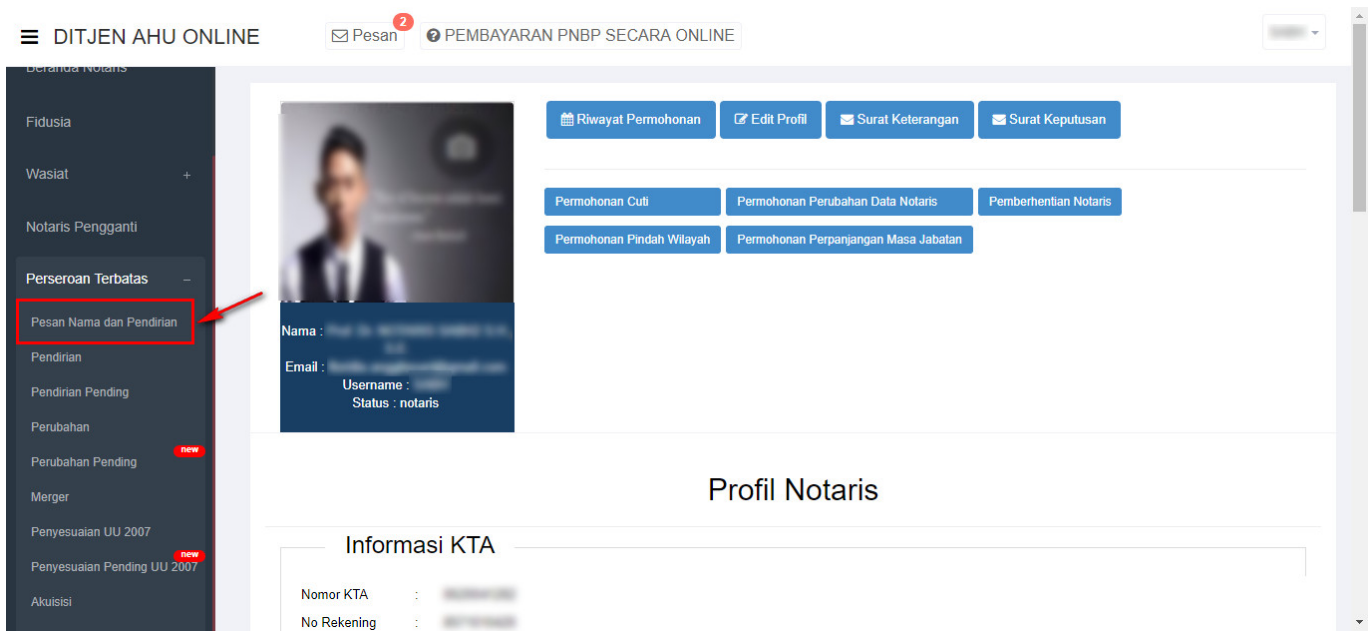 DITJEN AHU ONLINE
Pesan 2
PEMBAYARAN PNBP SECARA ONLINE
Beranda Notaris
Fidusia
Wasiat +
Notaris Pengganti
Perseroan Terbatas –
Pesan Nama dan Pendirian
Pendirian
Pendirian Pending
Perubahan
new
Perubahan Pending
Merger
Penyesuaian UU 2007
new
Penyesuaian Pending UU 2007
Akuisisi
Riwayat Permohonan Edit Profil Surat Keterangan Surat Keputusan
Permohonan Cuti Permohonan Perubahan Data Notaris Pemberhentian Notaris
Permohonan Pindah Wilayah Permohonan Perpanjangan Masa Jabatan
Nama :
Email :
Username :
Status : notaris
Profil Notaris
Informasi KTA
Nomor KTA :
No Rekening :